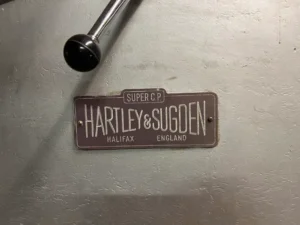 SUPER C.P.
HARTLEY & SUGDEN
HALIFAX ENGLAND